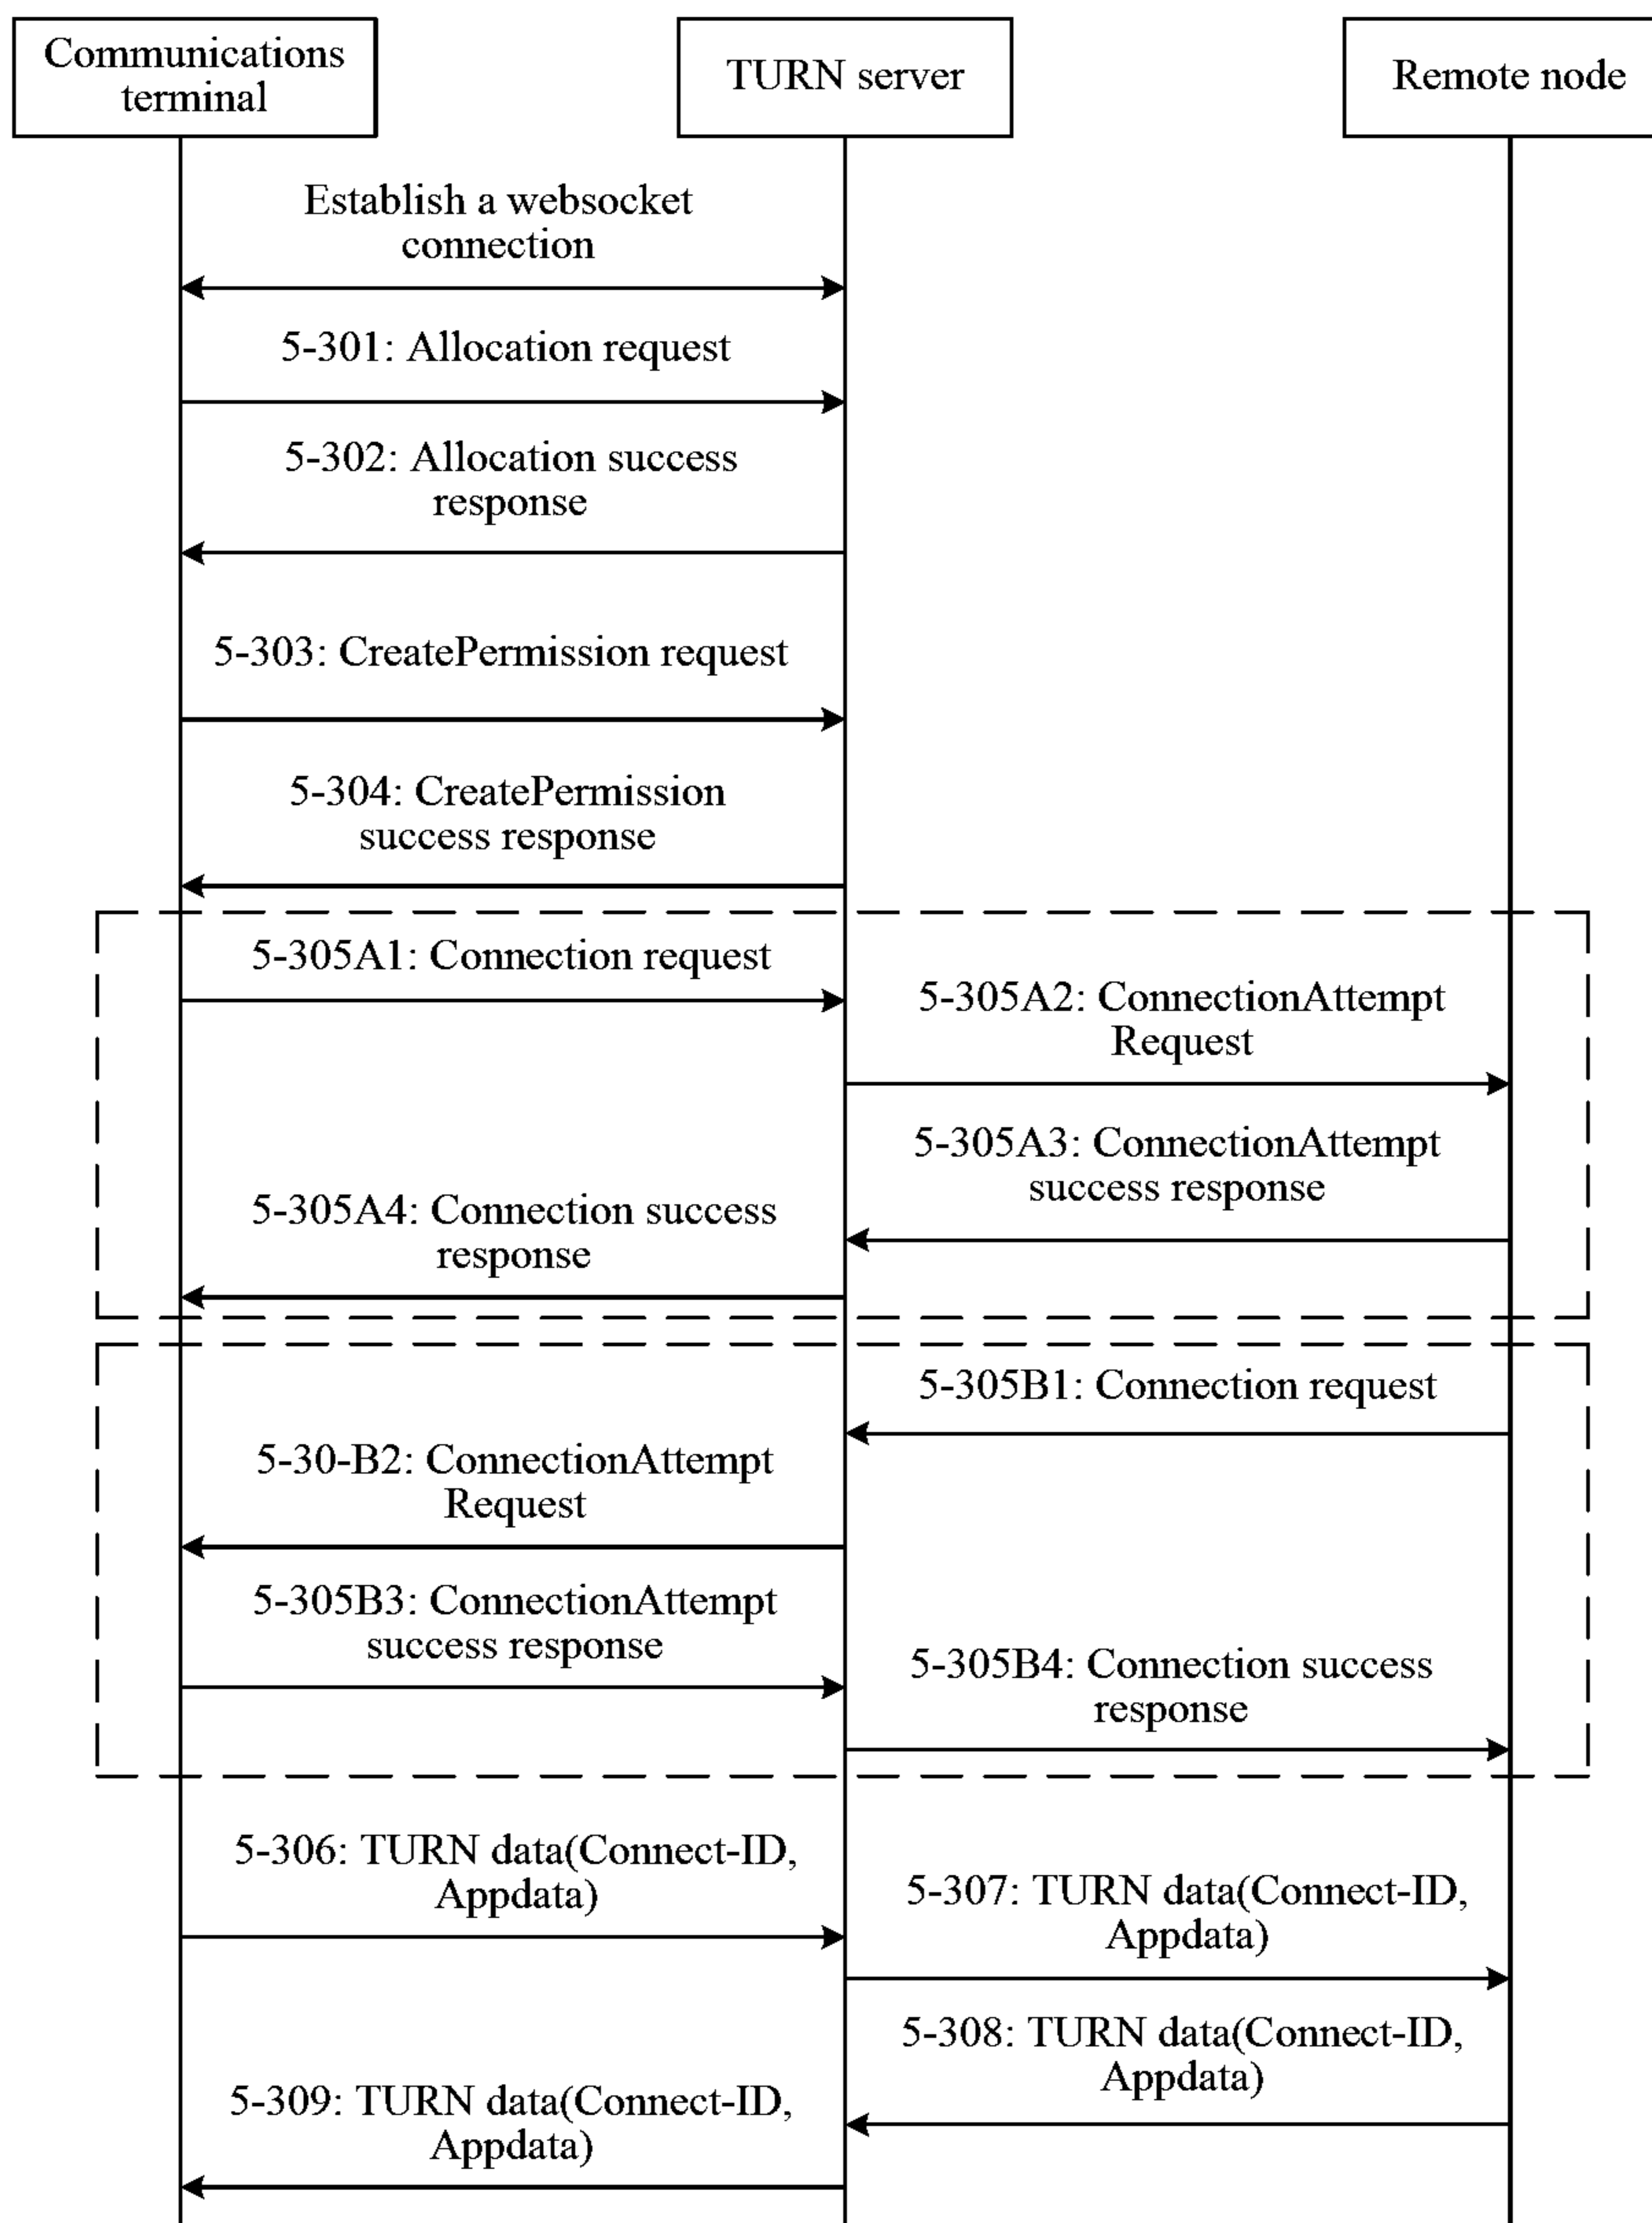 Communications
terminal
TURN server
Remote node
Establish a websocket
connection
5-301: Allocation request
5-302: Allocation success
response
5-303: CreatePermission request
5-304: CreatePermission
success response
5-305A1: Connection request
5-305A2: ConnectionAttempt
Request
5-305A3: ConnectionAttempt
success response
5-305A4: Connection success
response
5-305B1: Connection request
5-30-B2: ConnectionAttempt
Request
5-305B3: ConnectionAttempt
success response
5-305B4: Connection success
response
5-306: TURN data(Connect-ID,
Appdata)
5-307: TURN data(Connect-ID,
Appdata)
5-308: TURN data(Connect-ID,
Appdata)
5-309: TURN data(Connect-ID,
Appdata)